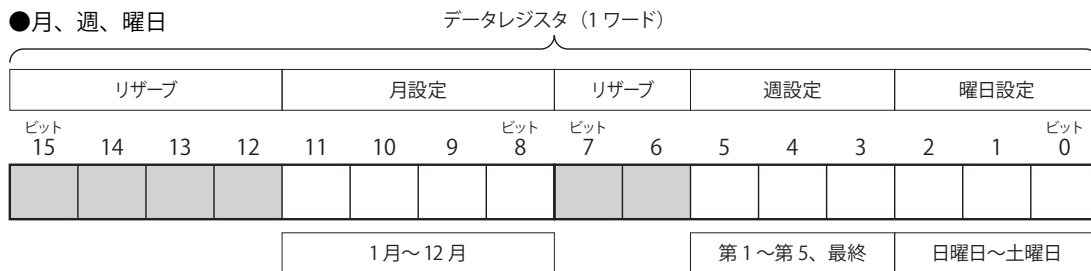 ●月、週、曜日
データレジスタ（1 ワード）
リザーブ 月設定 リザーブ 週設定 曜日設定
ビット ビット ビット ビット
15 14 13 12 11 10 9 8 7 6 5 4 3 2 1 0
1 月～ 12 月 第 1 ～第 5、最終 日曜日～土曜日